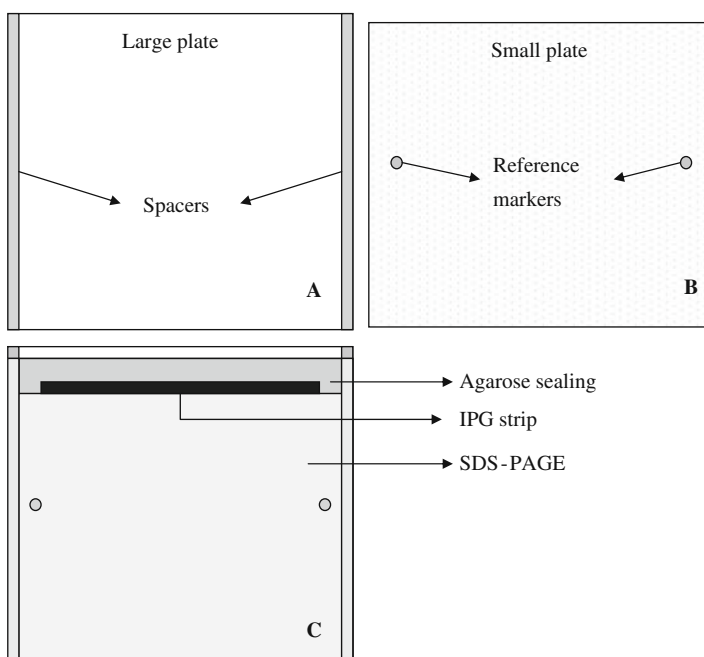 Large plate
Spacers
A
Small plate
Reference
markers
B
Agarose sealing
IPG strip
SDS-PAGE
C